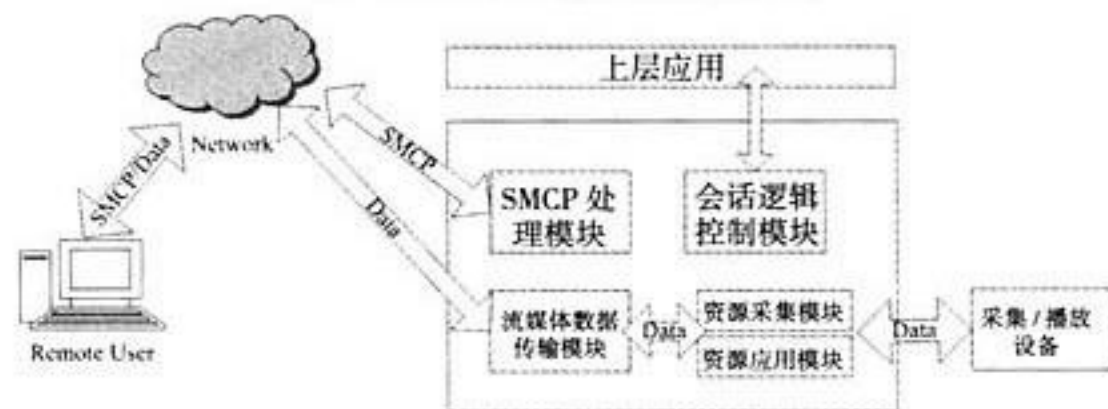 上层应用
Network
SMCP
SMCP/Data
Data
SMCP 处
理模块
会话逻辑
控制模块
Remote User
流媒体数据
传输模块
Data
资源采集模块
资源应用模块
Data
采集 / 播放
设备